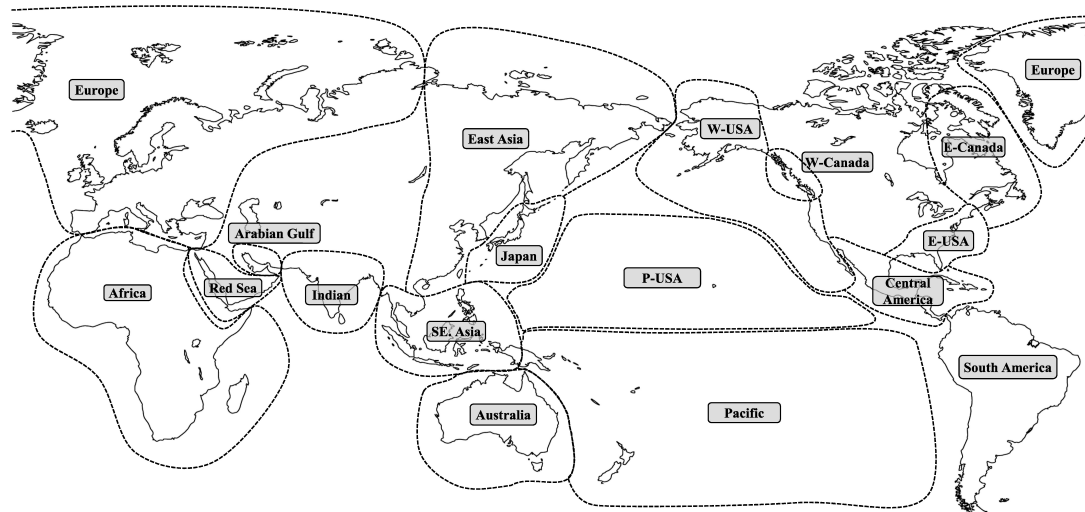 Europe
Europe
W-USA
East Asia
E-Canada
W-Canada
Arabian Gulf
E-USA
Japan
P-USA
Central
America
Red Sea
Africa
Indian
SE. Asia
South America
Australia
Pacific